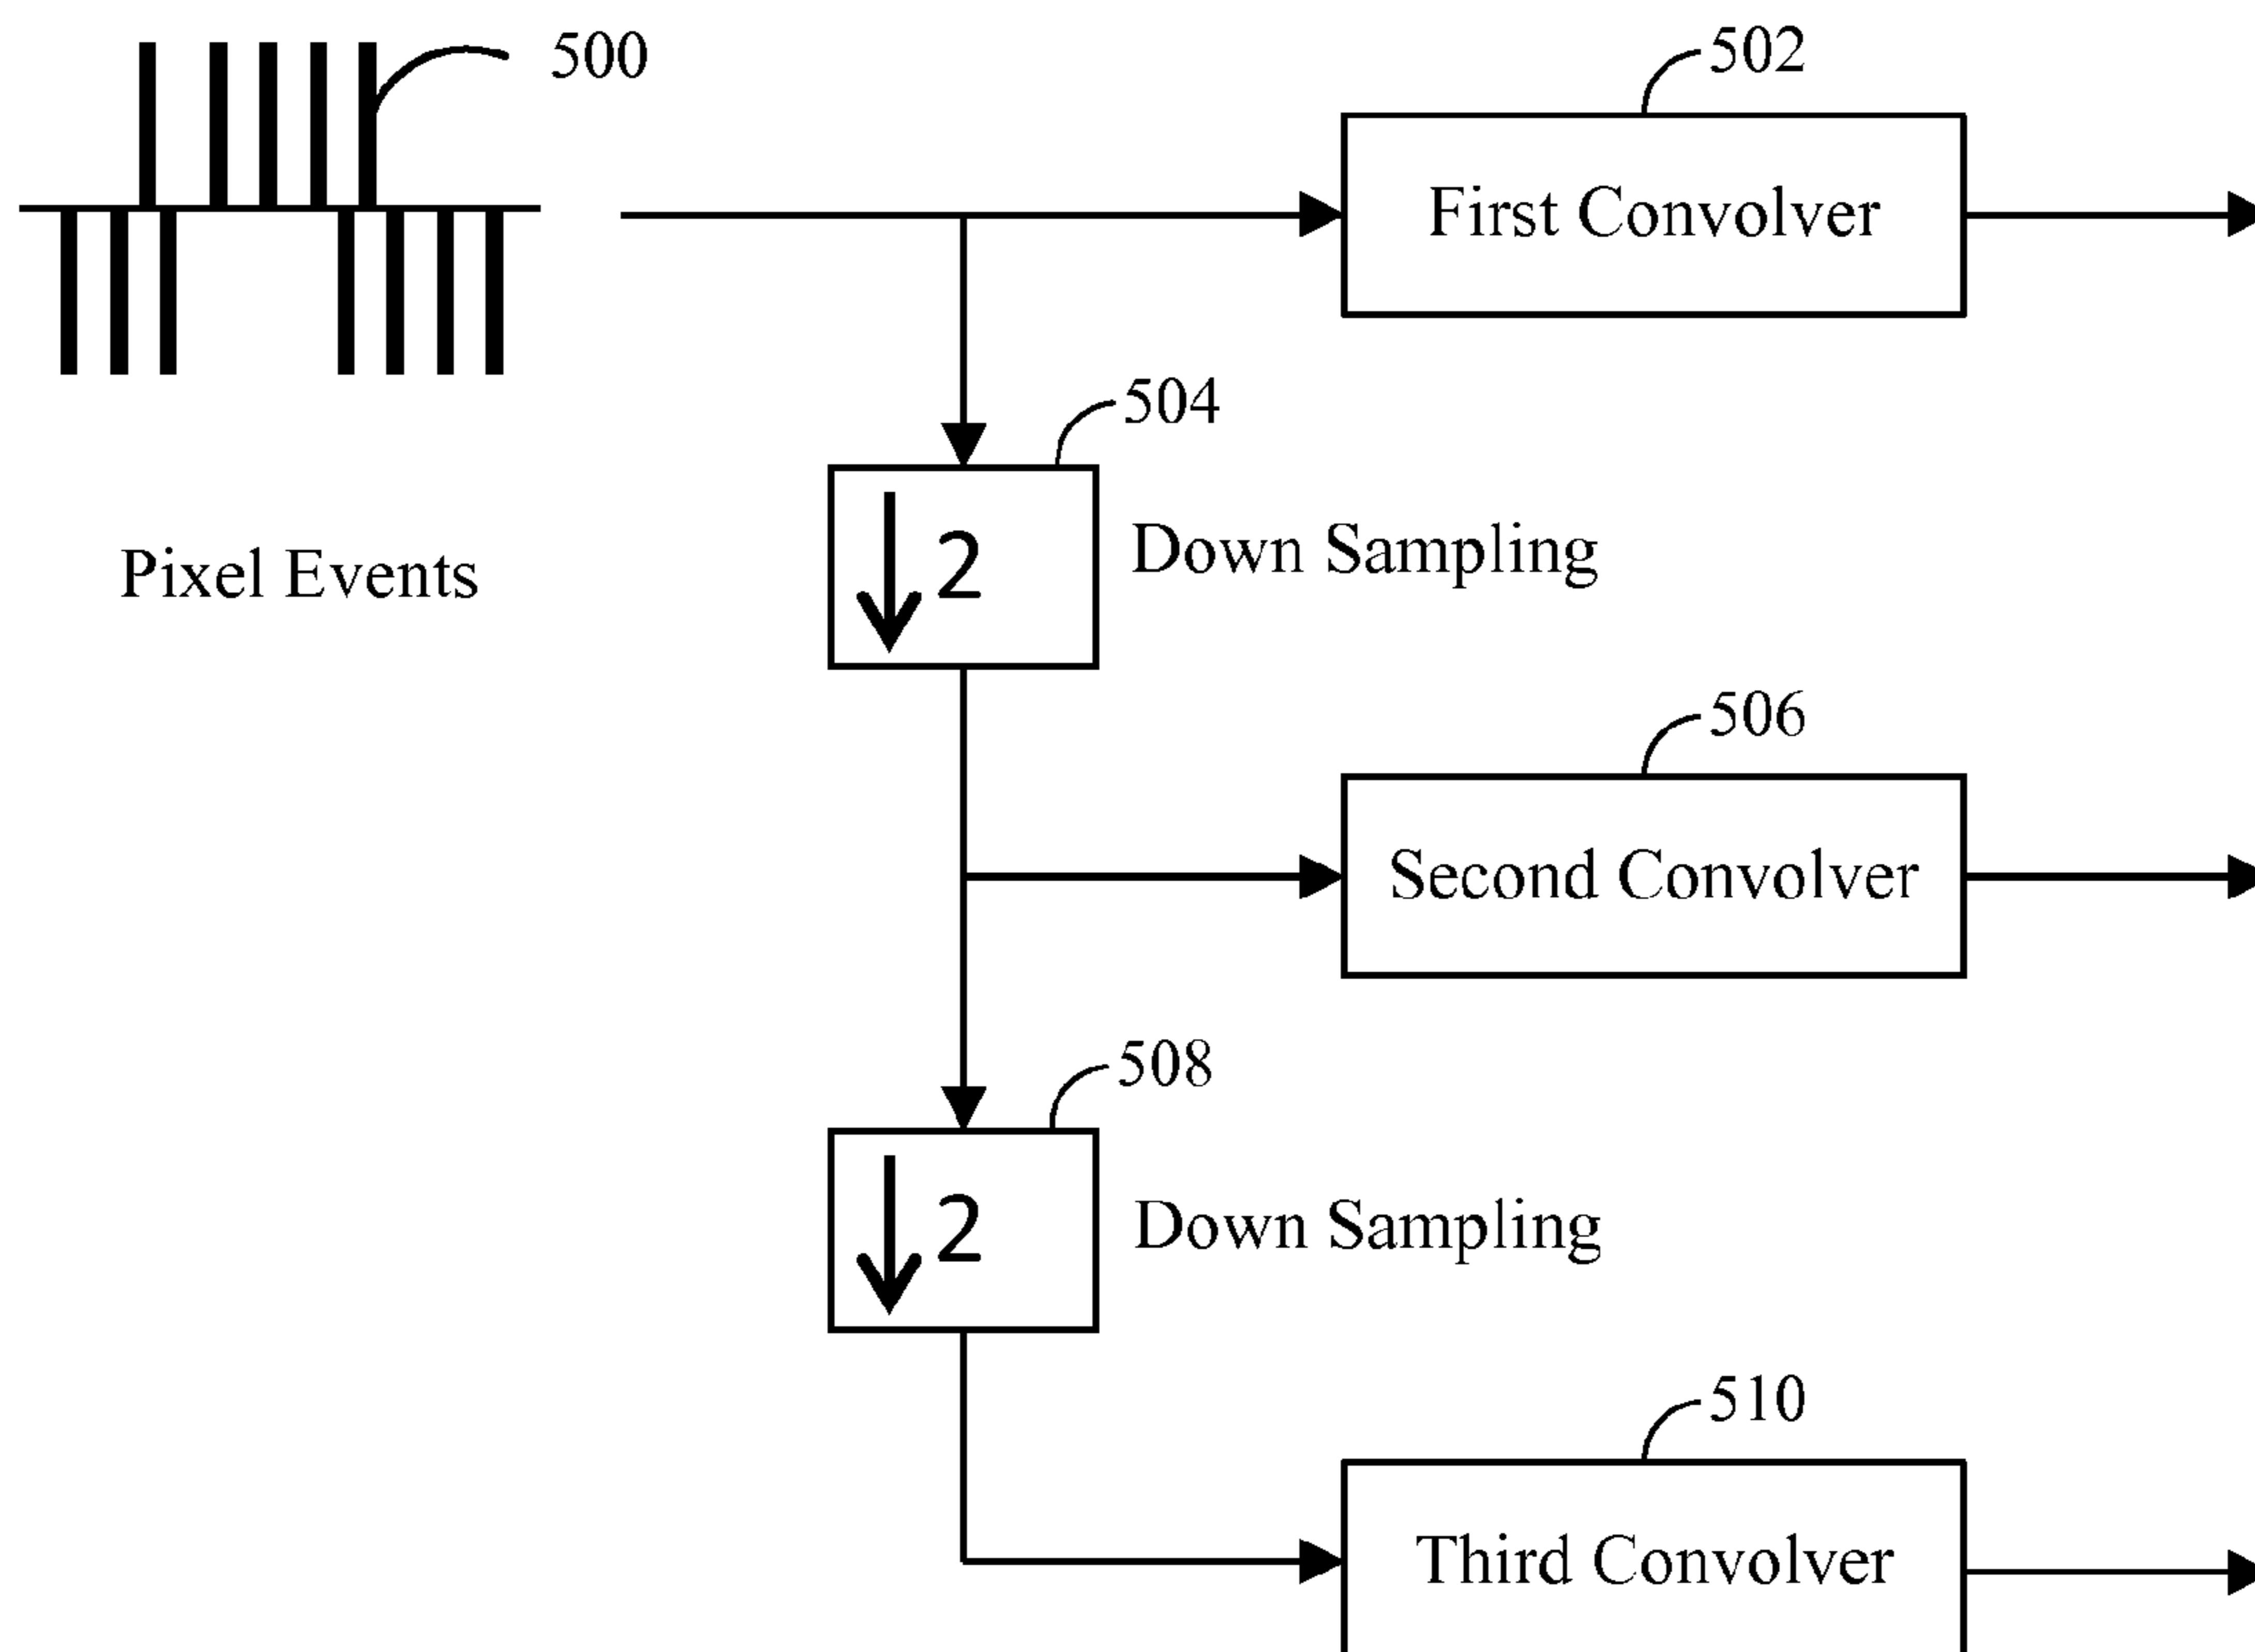 500
502
First Convolver
504
2
Down Sampling
Pixel Events
506
Second Convolver
508
2
Down Sampling
510
Third Convolver